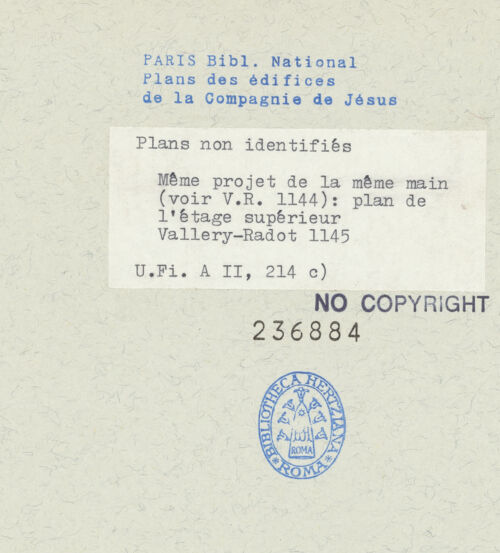 PARIS Bibl. National
Plans des édifices
de la Compagnie de Jésus
Plans non identifiés
Même projet de la même main
(voir V.R. 1144): plan de
l'étage supérieur
Vallery-Radot 1145
U.Fi. A II, 214 c)
NO COPYRIGHT
236884
BIBLIOTHECA HERTZIANA
ROMA
ROMA